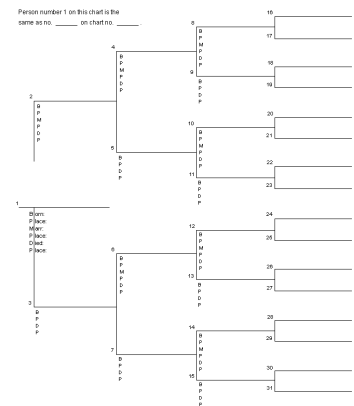 Person number 1 on this chart is the
same as no. ______ on chart no. ______ .
1
Born:
Place:
Marr:
Place:
Died:
Place:
2
B
P
M
P
D
P
3
B
P
D
P
4
B
P
M
P
D
P
5
B
P
D
P
6
B
P
M
P
D
P
7
B
P
D
P
8
B
P
M
P
D
P
9
B
P
D
P
10
B
P
M
P
D
P
11
B
P
D
P
12
B
P
M
P
D
P
13
B
P
D
P
14
B
P
M
P
D
P
15
B
P
D
P
16
17
18
19
20
21
22
23
24
25
26
27
28
29
30
31